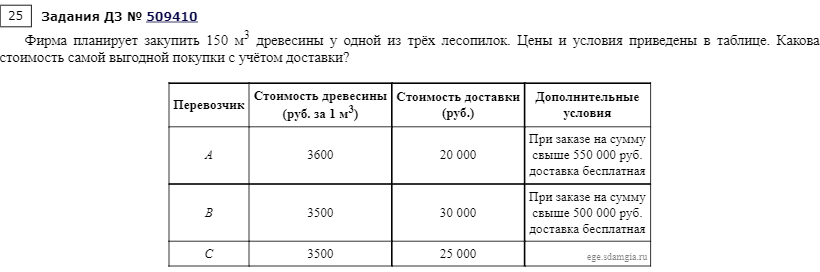 25 Задания ДЗ № 509410
Фирма планирует закупить 150 м³ древесины у одной из трёх лесопилок. Цены и условия приведены в таблице. Какова
стоимость самой выгодной покупки с учётом доставки?
Перевозчик
Стоимость древесины
(руб. за 1 м³)
Стоимость доставки
(руб.)
Дополнительные
условия
A
3600
20 000
При заказе на сумму
свыше 550 000 руб.
доставка бесплатная
B
3500
30 000
При заказе на сумму
свыше 500 000 руб.
доставка бесплатная
C
3500
25 000
ege.sdamgia.ru